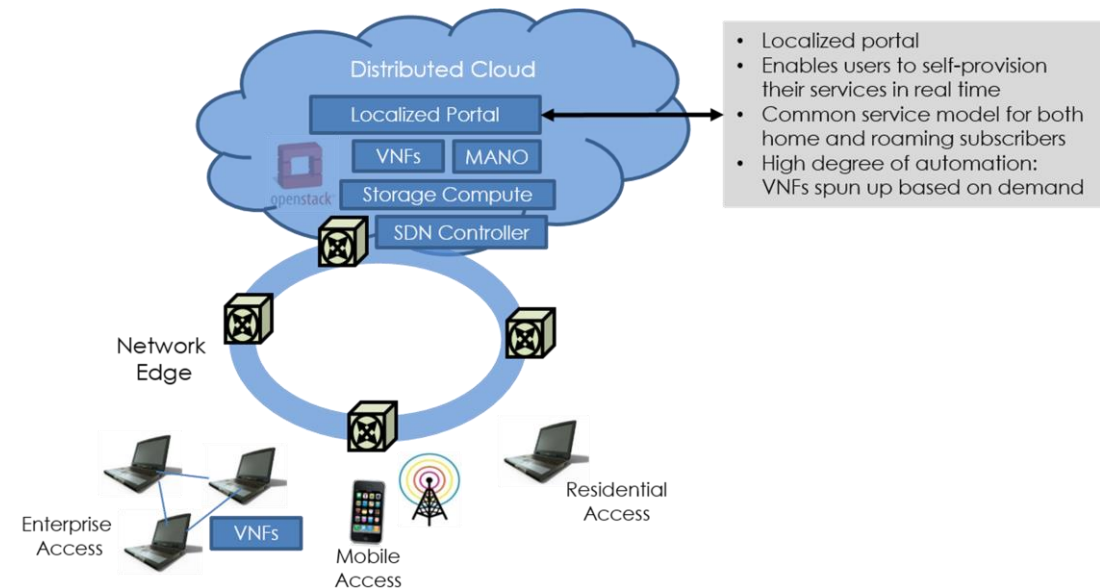 Distributed Cloud
Localized Portal
VNFs
MANO
openstack
Storage Compute
SDN Controller
• Localized portal
• Enables users to self-provision
their services in real time
• Common service model for both
home and roaming subscribers
• High degree of automation:
VNFs spun up based on demand
Network
Edge
Enterprise
Access
VNFs
Mobile
Access
Residential
Access